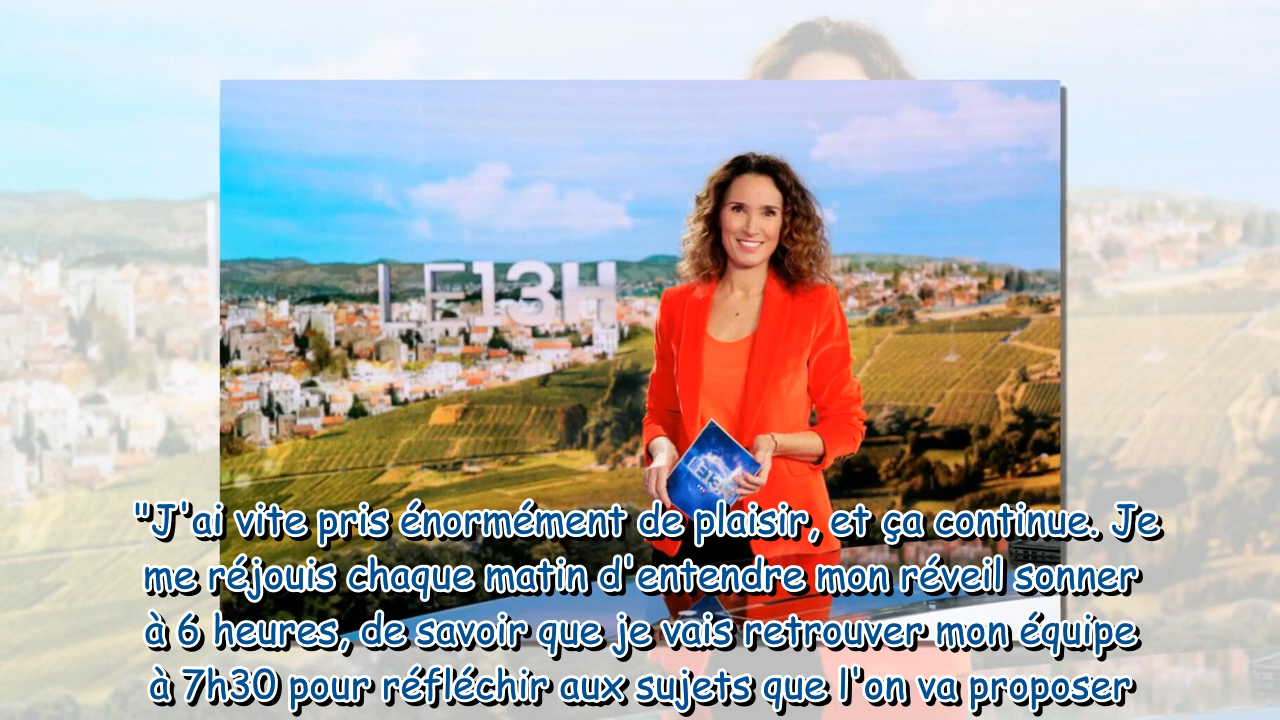 LE13H
LE13H
"J'ai vite pris énormément de plaisir, et ça continue. Je
me réjouis chaque matin d'entendre mon réveil sonner
à 6 heures, de savoir que je vais retrouver mon équipe
à 7h30 pour réfléchir aux sujets que l'on va proposer